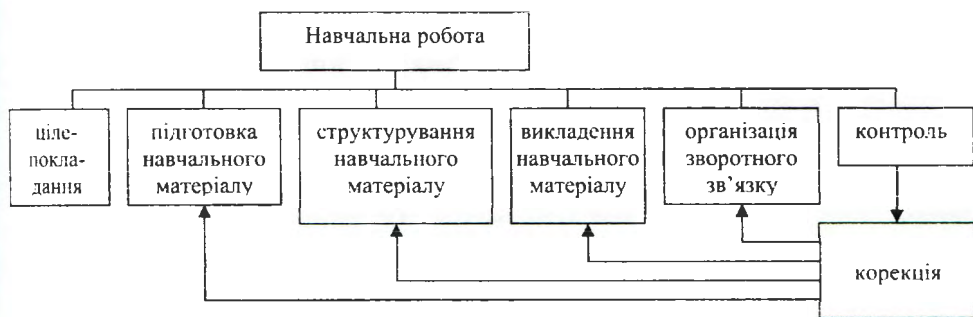 Навчальна робота
ціле-
покла-
дання
підготовка
навчального
матеріалу
структурування
навчального
матеріалу
викладення
навчального
матеріалу
організація
зворотного
зв'язку
контроль
корекція